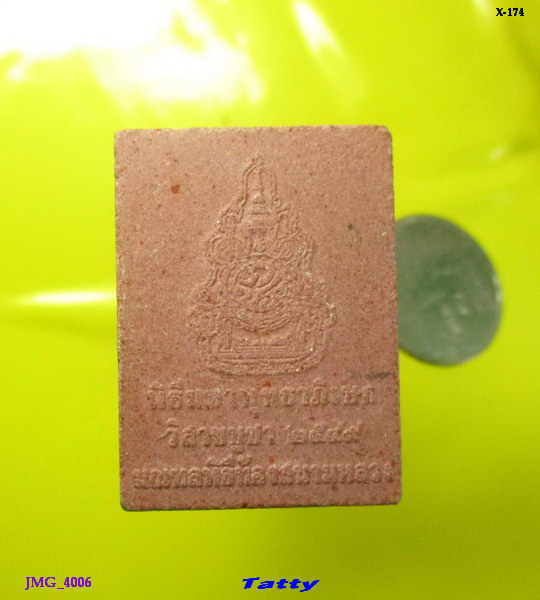 X-174
พิธีมหาพุทธาภิเษก
วิสาขบูชา ๒๕๔๙
มณฑลพิธีท้องสนามหลวง
JMG_4006
Tatty